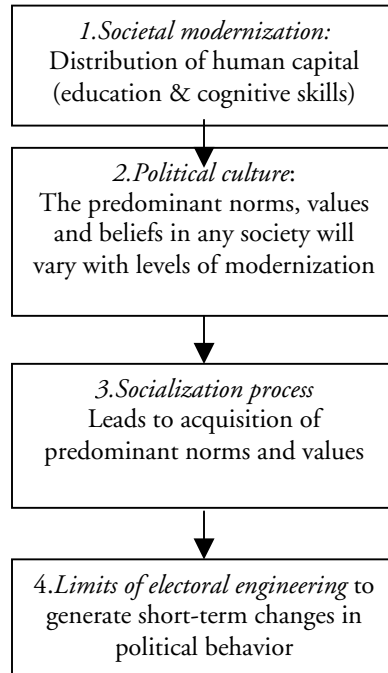 1.Societal modernization:
Distribution of human capital
(education & cognitive skills)
2.Political culture:
The predominant norms, values
and beliefs in any society will
vary with levels of modernization
3.Socialization process
Leads to acquisition of
predominant norms and values
4.Limits of electoral engineering to
generate short-term changes in
political behavior